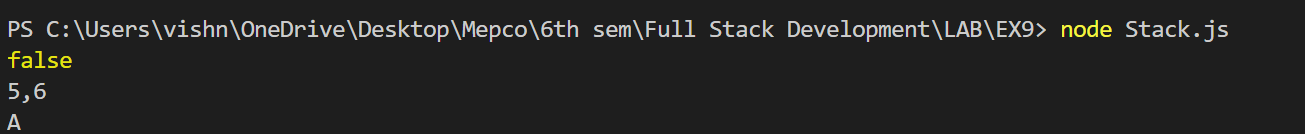 PS C:\Users\vishn\OneDrive\Desktop\Mepco\6th sem\Full Stack Development\LAB\EX9> node Stack.js
false
5,6
A